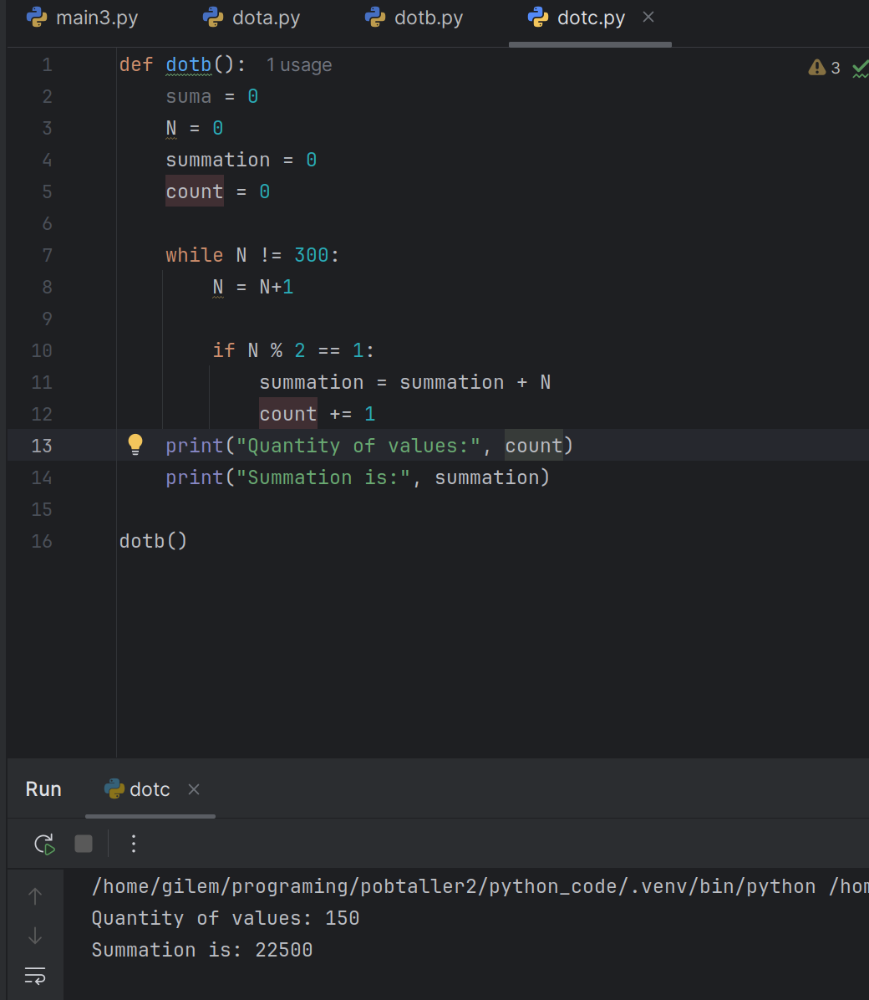 main3.py dota.py dotb.py dotc.py
1 def dotb(): 1 usage 3
2 suma = 0
3 N = 0
4 summation = 0
5 count = 0
6
7 while N != 300:
8 N = N+1
9
10 if N % 2 == 1:
11 summation = summation + N
12 count += 1
13 print("Quantity of values:", count)
14 print("Summation is:", summation)
15
16 dotb()
Run dotc
/home/gilem/programing/pobtaller2/python_code/.venv/bin/python /hom
Quantity of values: 150
Summation is: 22500